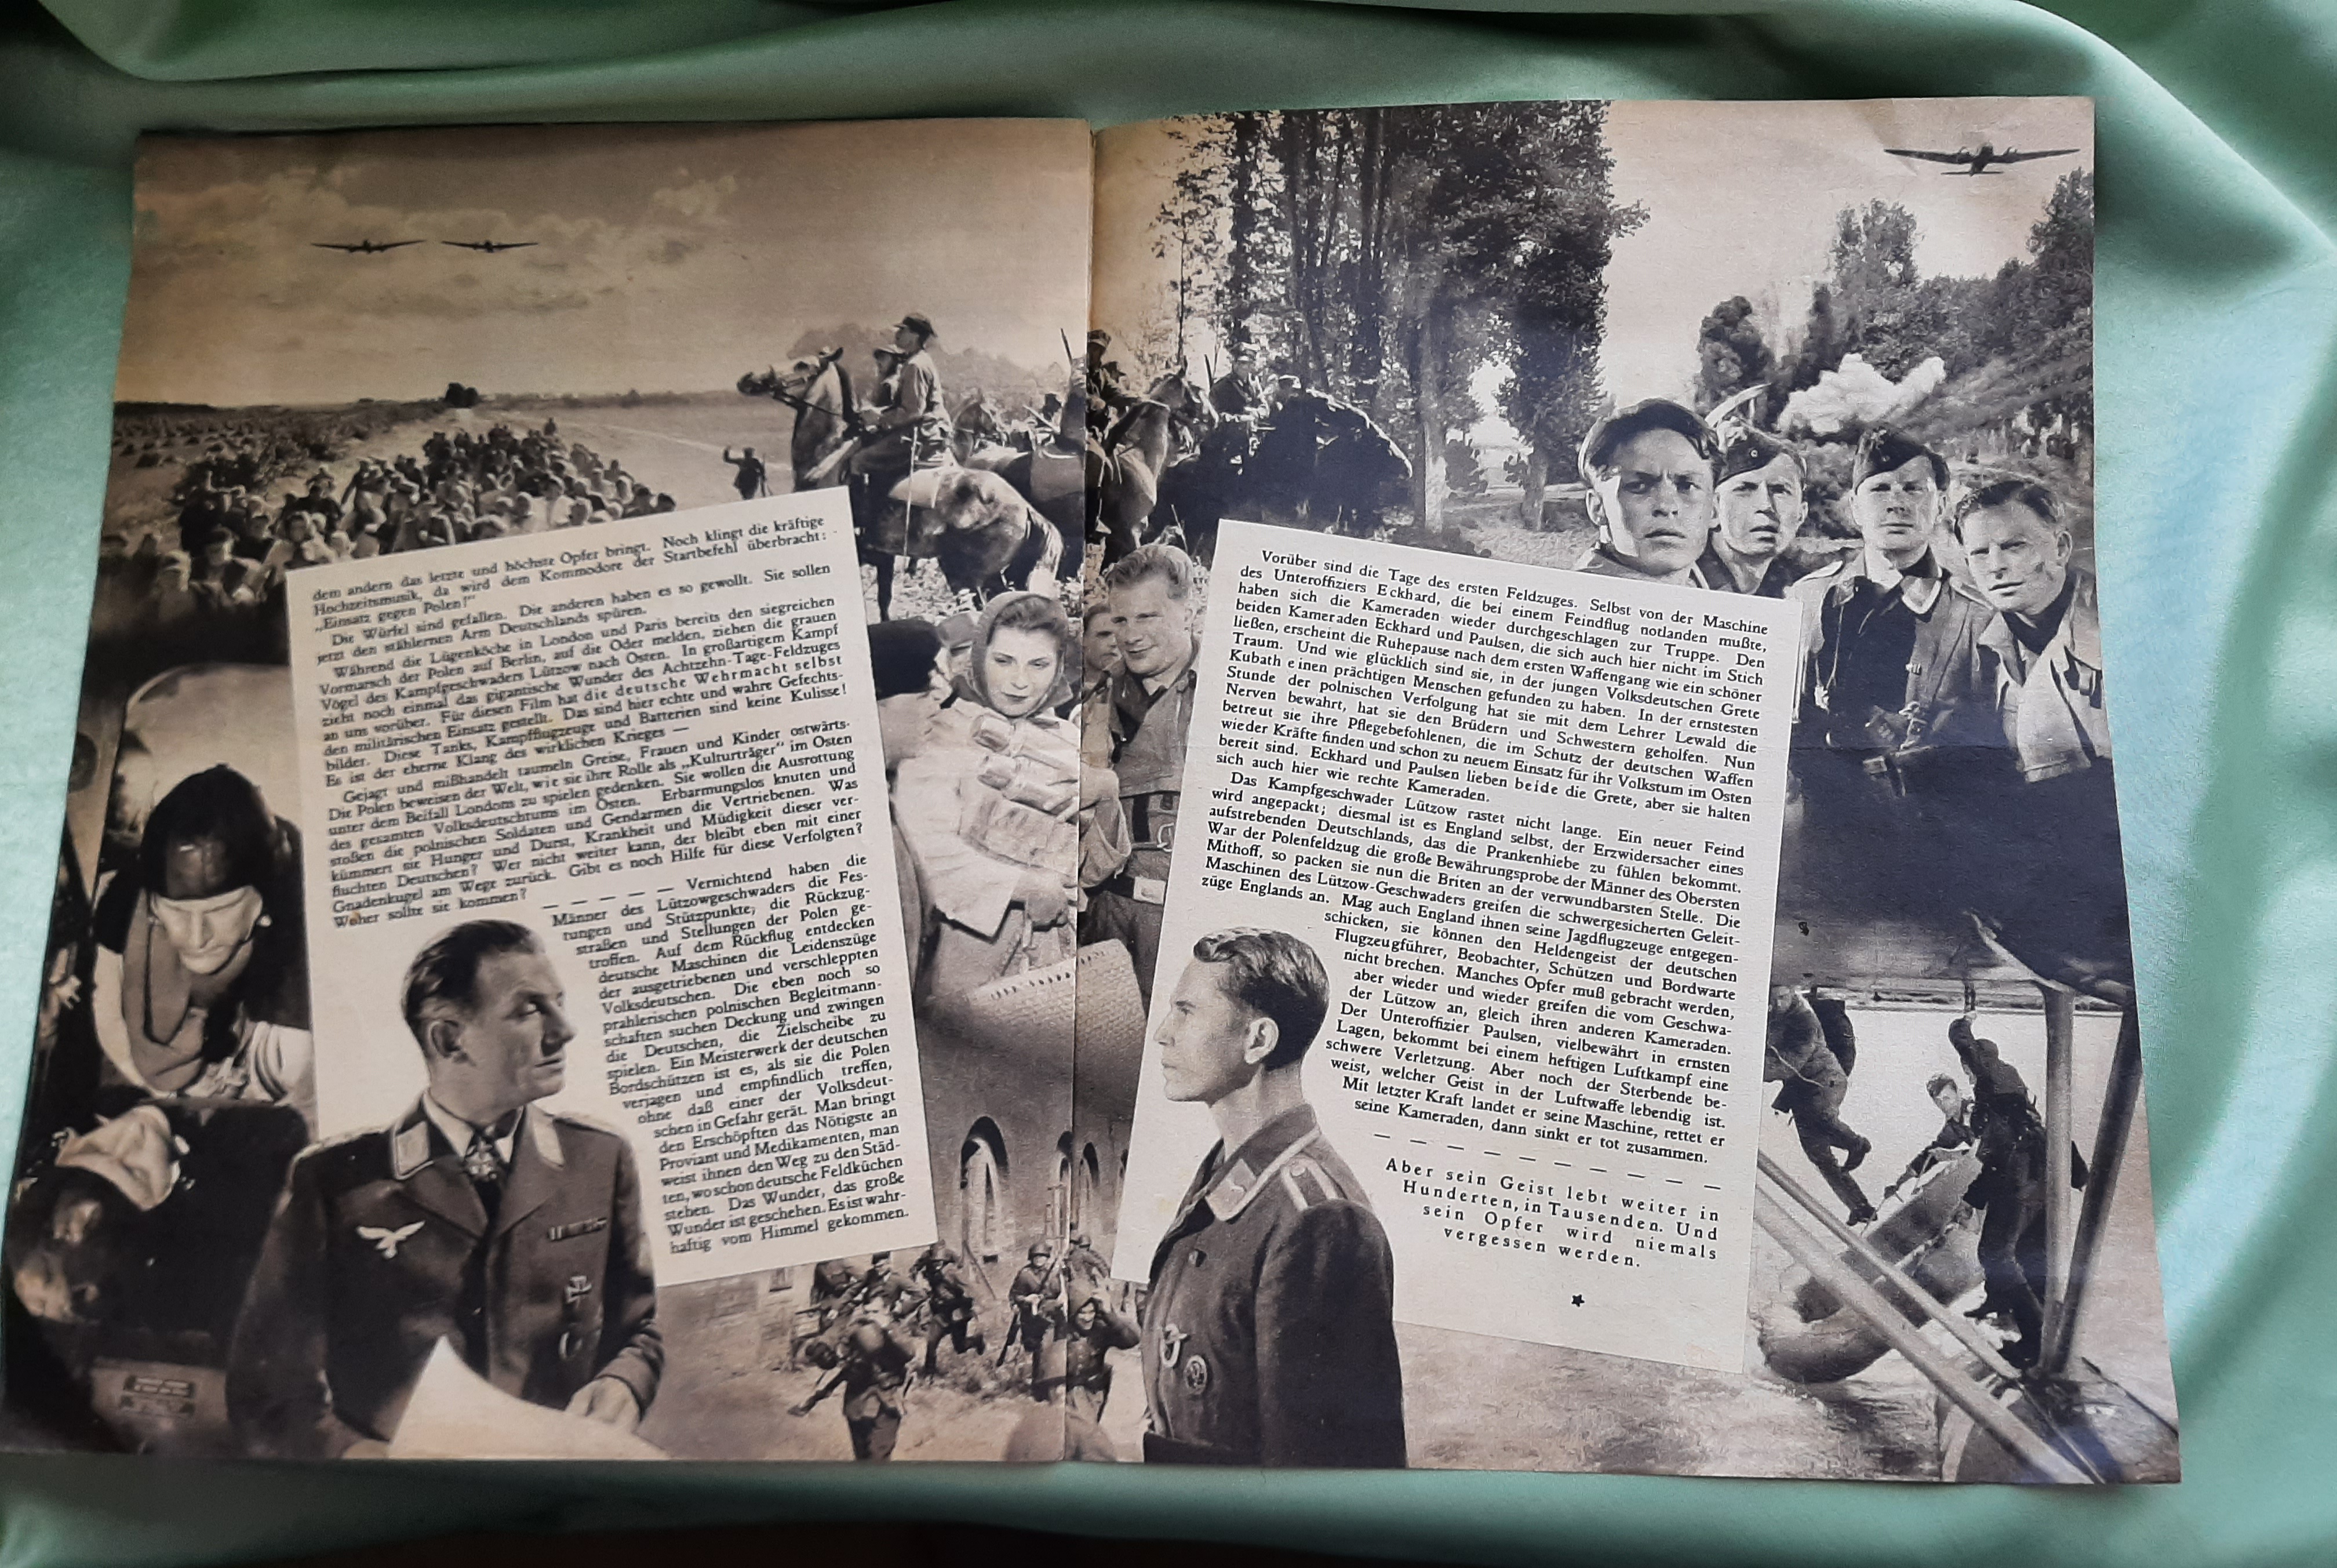 dem andern das letzte und höchste Opfer bringt. Noch klingt die kräftige
Hochzeitsmusik, da wird dem Kommodore der Startbefehl überbracht:
„Einsatz gegen Polen!"
Die Würfel sind gefallen. Die anderen haben es so gewollt. Sie sollen
jetzt den stählernen Arm Deutschlands spüren.
Während die Lügenköche in London und Paris bereits den siegreichen
Vormarsch der Polen auf Berlin, auf die Oder melden, ziehen die grauen
Vögel des Kampfgeschwaders Lützow nach Osten. In großartigem Kampf
zieht noch einmal das gigantische Wunder des Achtzehn-Tage-Feldzuges
an uns vorüber. Für diesen Film hat die deutsche Wehrmacht selbst
den militärischen Einsatz gestellt. Das sind hier echte und wahre Gefechts-
bilder. Diese Tanks, Kampfflugzeuge und Batterien sind keine Kulisse!
Es ist der eherne Klang des wirklichen Krieges —
Gejagt und mißhandelt taumeln Greise, Frauen und Kinder ostwärts.
Die Polen beweisen der Welt, wie sie ihre Rolle als „Kulturträger" im Osten
unter dem Beifall Londons zu spielen gedenken. Sie wollen die Ausrottung
des gesamten Volksdeutschtums im Osten. Erbarmungslos knuten und
stoßen die polnischen Soldaten und Gendarmen die Vertriebenen. Was
kümmert sie Hunger und Durst, Krankheit und Müdigkeit dieser ver-
fluchten Deutschen? Wer nicht weiter kann, der bleibt eben mit einer
Gnadenkugel am Wege zurück. Gibt es noch Hilfe für diese Verfolgten?
Woher sollte sie kommen?
— — — — — Vernichtend haben die
Männer des Lützowgeschwaders die Fes-
tungen und Stützpunkte, die Rückzug-
straßen und Stellungen der Polen ge-
troffen. Auf dem Rückflug entdecken
deutsche Maschinen die Leidenszüge
der ausgetriebenen und verschleppten
Volksdeutschen. Die eben noch so
prahlerischen polnischen Begleitmann-
schaften suchen Deckung und zwingen
die Deutschen, die Zielscheibe zu
spielen. Ein Meisterwerk der deutschen
Bordschützen ist es, als sie die Polen
verjagen und empfindlich treffen,
ohne daß einer der Volksdeut-
schen in Gefahr gerät. Man bringt
den Erschöpften das Nötigste an
Proviant und Medikamenten, man
weist ihnen den Weg zu den Städ-
ten, wo schon deutsche Feldküchen
stehen. Das Wunder, das große
Wunder ist geschehen. Es ist wahr-
haftig vom Himmel gekommen.
Vorüber sind die Tage des ersten Feldzuges. Selbst von der Maschine
des Unteroffiziers Eckhard, die bei einem Feindflug notlanden mußte,
haben sich die Kameraden wieder durchgeschlagen zur Truppe. Den
beiden Kameraden Eckhard und Paulsen, die sich auch hier nicht im Stich
ließen, erscheint die Ruhepause nach dem ersten Waffengang wie ein schöner
Traum. Und wie glücklich sind sie, in der jungen Volksdeutschen Grete
Kubath einen prächtigen Menschen gefunden zu haben. In der ernstesten
Stunde der polnischen Verfolgung hat sie mit dem Lehrer Lewald die
Nerven bewahrt, hat sie den Brüdern und Schwestern geholfen. Nun
betreut sie ihre Pflegebefohlenen, die im Schutz der deutschen Waffen
wieder Kräfte finden und schon zu neuem Einsatz für ihr Volkstum im Osten
bereit sind. Eckhard und Paulsen lieben beide die Grete, aber sie halten
sich auch hier wie rechte Kameraden.
Das Kampfgeschwader Lützow rastet nicht lange. Ein neuer Feind
wird angepackt; diesmal ist es England selbst, der Erzwidersacher eines
aufstrebenden Deutschlands, das die Prankenhiebe zu fühlen bekommt.
War der Polenfeldzug die große Bewährungsprobe der Männer des Obersten
Mithoff, so packen sie nun die Briten an der verwundbarsten Stelle. Die
Maschinen des Lützow-Geschwaders greifen die schwergesicherten Geleit-
züge Englands an. Mag auch England ihnen seine Jagdflugzeuge entgegen-
schicken, sie können den Heldengeist der deutschen
Flugzeugführer, Beobachter, Schützen und Bordwarte
nicht brechen. Manches Opfer muß gebracht werden,
aber wieder und wieder greifen die vom Geschwa-
der Lützow an, gleich ihren anderen Kameraden.
Der Unteroffizier Paulsen, vielbewährt in ernsten
Lagen, bekommt bei einem heftigen Luftkampf eine
schwere Verletzung. Aber noch der Sterbende be-
weist, welcher Geist in der Luftwaffe lebendig ist.
Mit letzter Kraft landet er seine Maschine, rettet er
seine Kameraden, dann sinkt er tot zusammen.
— — — — — — — —
Aber sein Geist lebt weiter in
Hunderten, in Tausenden. Und
sein Opfer wird niemals
vergessen werden.